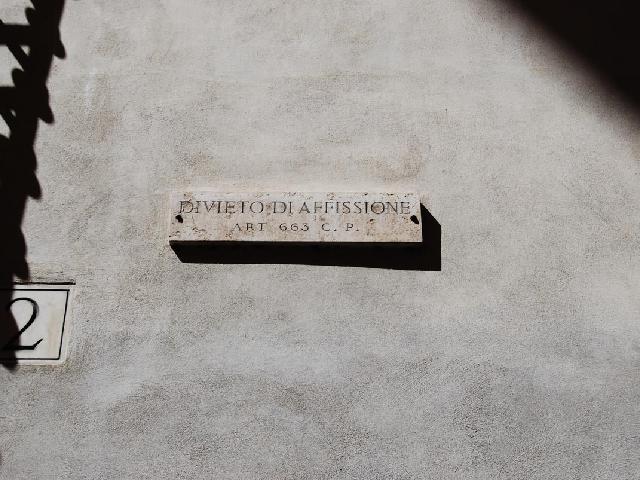 DIVIETO DI AFFISSIONE
ART 663 C. P.
2